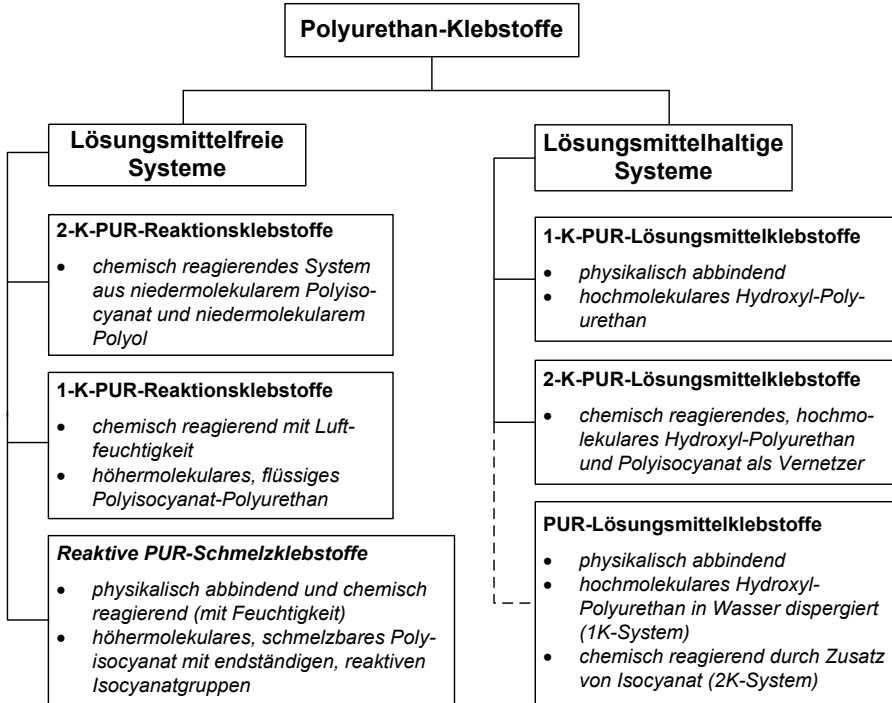 Polyurethan-Klebstoffe
Lösungsmittelfreie
Systeme
2-K-PUR-Reaktionsklebstoffe
• chemisch reagierendes System
aus niedermolekularem Polyiso-
cyanat und niedermolekularem
Polyol
1-K-PUR-Reaktionsklebstoffe
• chemisch reagierend mit Luft-
feuchtigkeit
• höhermolekulares, flüssiges
Polyisocyanat-Polyurethan
Reaktive PUR-Schmelzklebstoffe
• physikalisch abbindend und chemisch
reagierend (mit Feuchtigkeit)
• höhermolekulares, schmelzbares Poly-
isocyanat mit endständigen, reaktiven
Isocyanatgruppen
Lösungsmittelhaltige
Systeme
1-K-PUR-Lösungsmittelklebstoffe
• physikalisch abbindend
• hochmolekulares Hydroxyl-Poly-
urethan
2-K-PUR-Lösungsmittelklebstoffe
• chemisch reagierendes, hochmo-
lekulares Hydroxyl-Polyurethan
und Polyisocyanat als Vernetzer
PUR-Lösungsmittelklebstoffe
• physikalisch abbindend
• hochmolekulares Hydroxyl-
Polyurethan in Wasser dispergiert
(1K-System)
• chemisch reagierend durch Zusatz
von Isocyanat (2K-System)